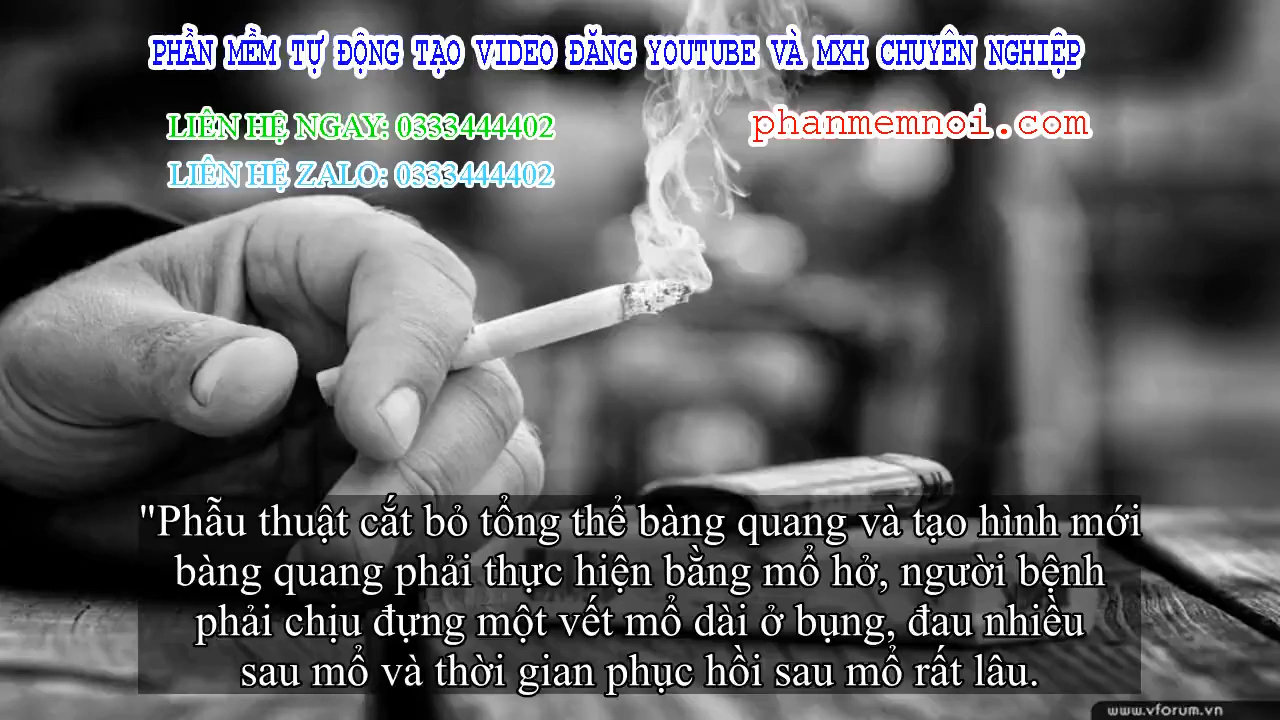 PHẦN MỀM TỰ ĐỘNG TẠO VIDEO ĐĂNG YOUTUBE VÀ MXH CHUYÊN NGHIỆP
LIÊN HỆ NGAY: 0333444402
phanmemnoi.com
LIÊN HỆ ZALO: 0333444402
"Phẫu thuật cắt bỏ tổng thể bàng quang và tạo hình mới
bàng quang phải thực hiện bằng mổ hở, người bệnh
phải chịu đựng một vết mổ dài ở bụng, đau nhiều
sau mổ và thời gian phục hồi sau mổ rất lâu.
www.vforum.vn